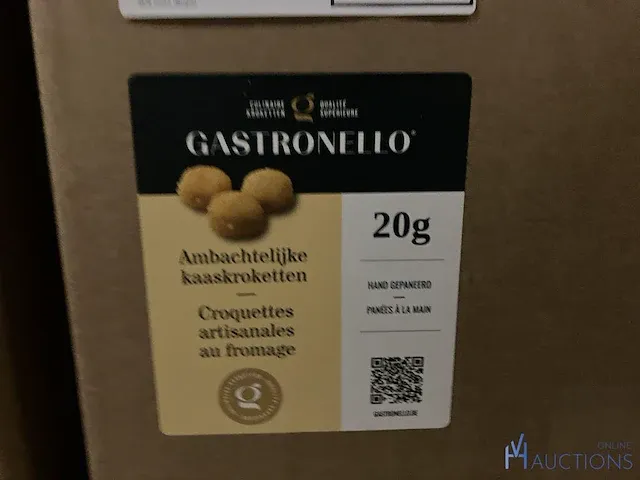 CULINAIRE KROKETTEN
QUALITÉ SUPÉRIEURE
GASTRONELLO®
Ambachtelijke
kaaskroketten
Croquettes
artisanales
au fromage
20g
HAND GEPANEERD
PANÉES À LA MAIN
GASTRONELLO.BE
ONLINE
AUCTIONS